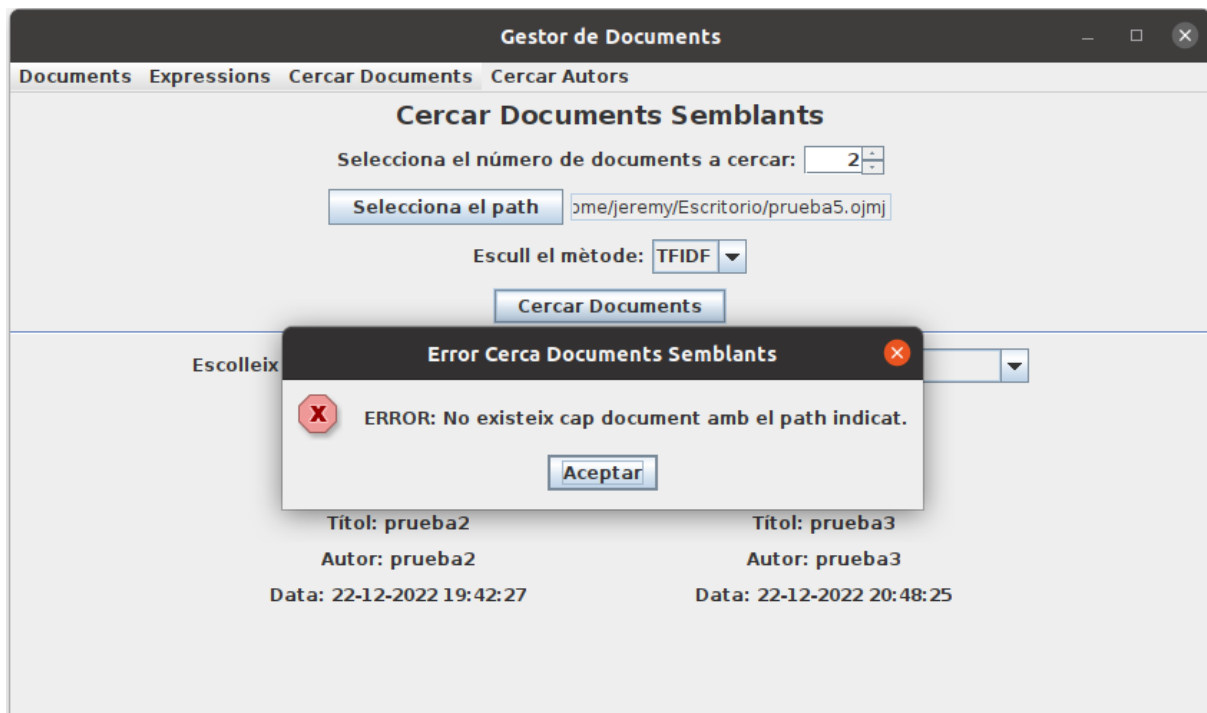 Gestor de Documents
Documents Expressions Cercar Documents Cercar Autors
Cercar Documents Semblants
Selecciona el número de documents a cercar: 2
Selecciona el path ome/jeremy/Escritorio/prueba5.ojmj
Escull el mètode: TFIDF
Cercar Documents
Error Cerca Documents Semblants
Escolleix
X ERROR: No existeix cap document amb el path indicat.
Aceptar
Títol: prueba2 Títol: prueba3
Autor: prueba2 Autor: prueba3
Data: 22-12-2022 19:42:27 Data: 22-12-2022 20:48:25